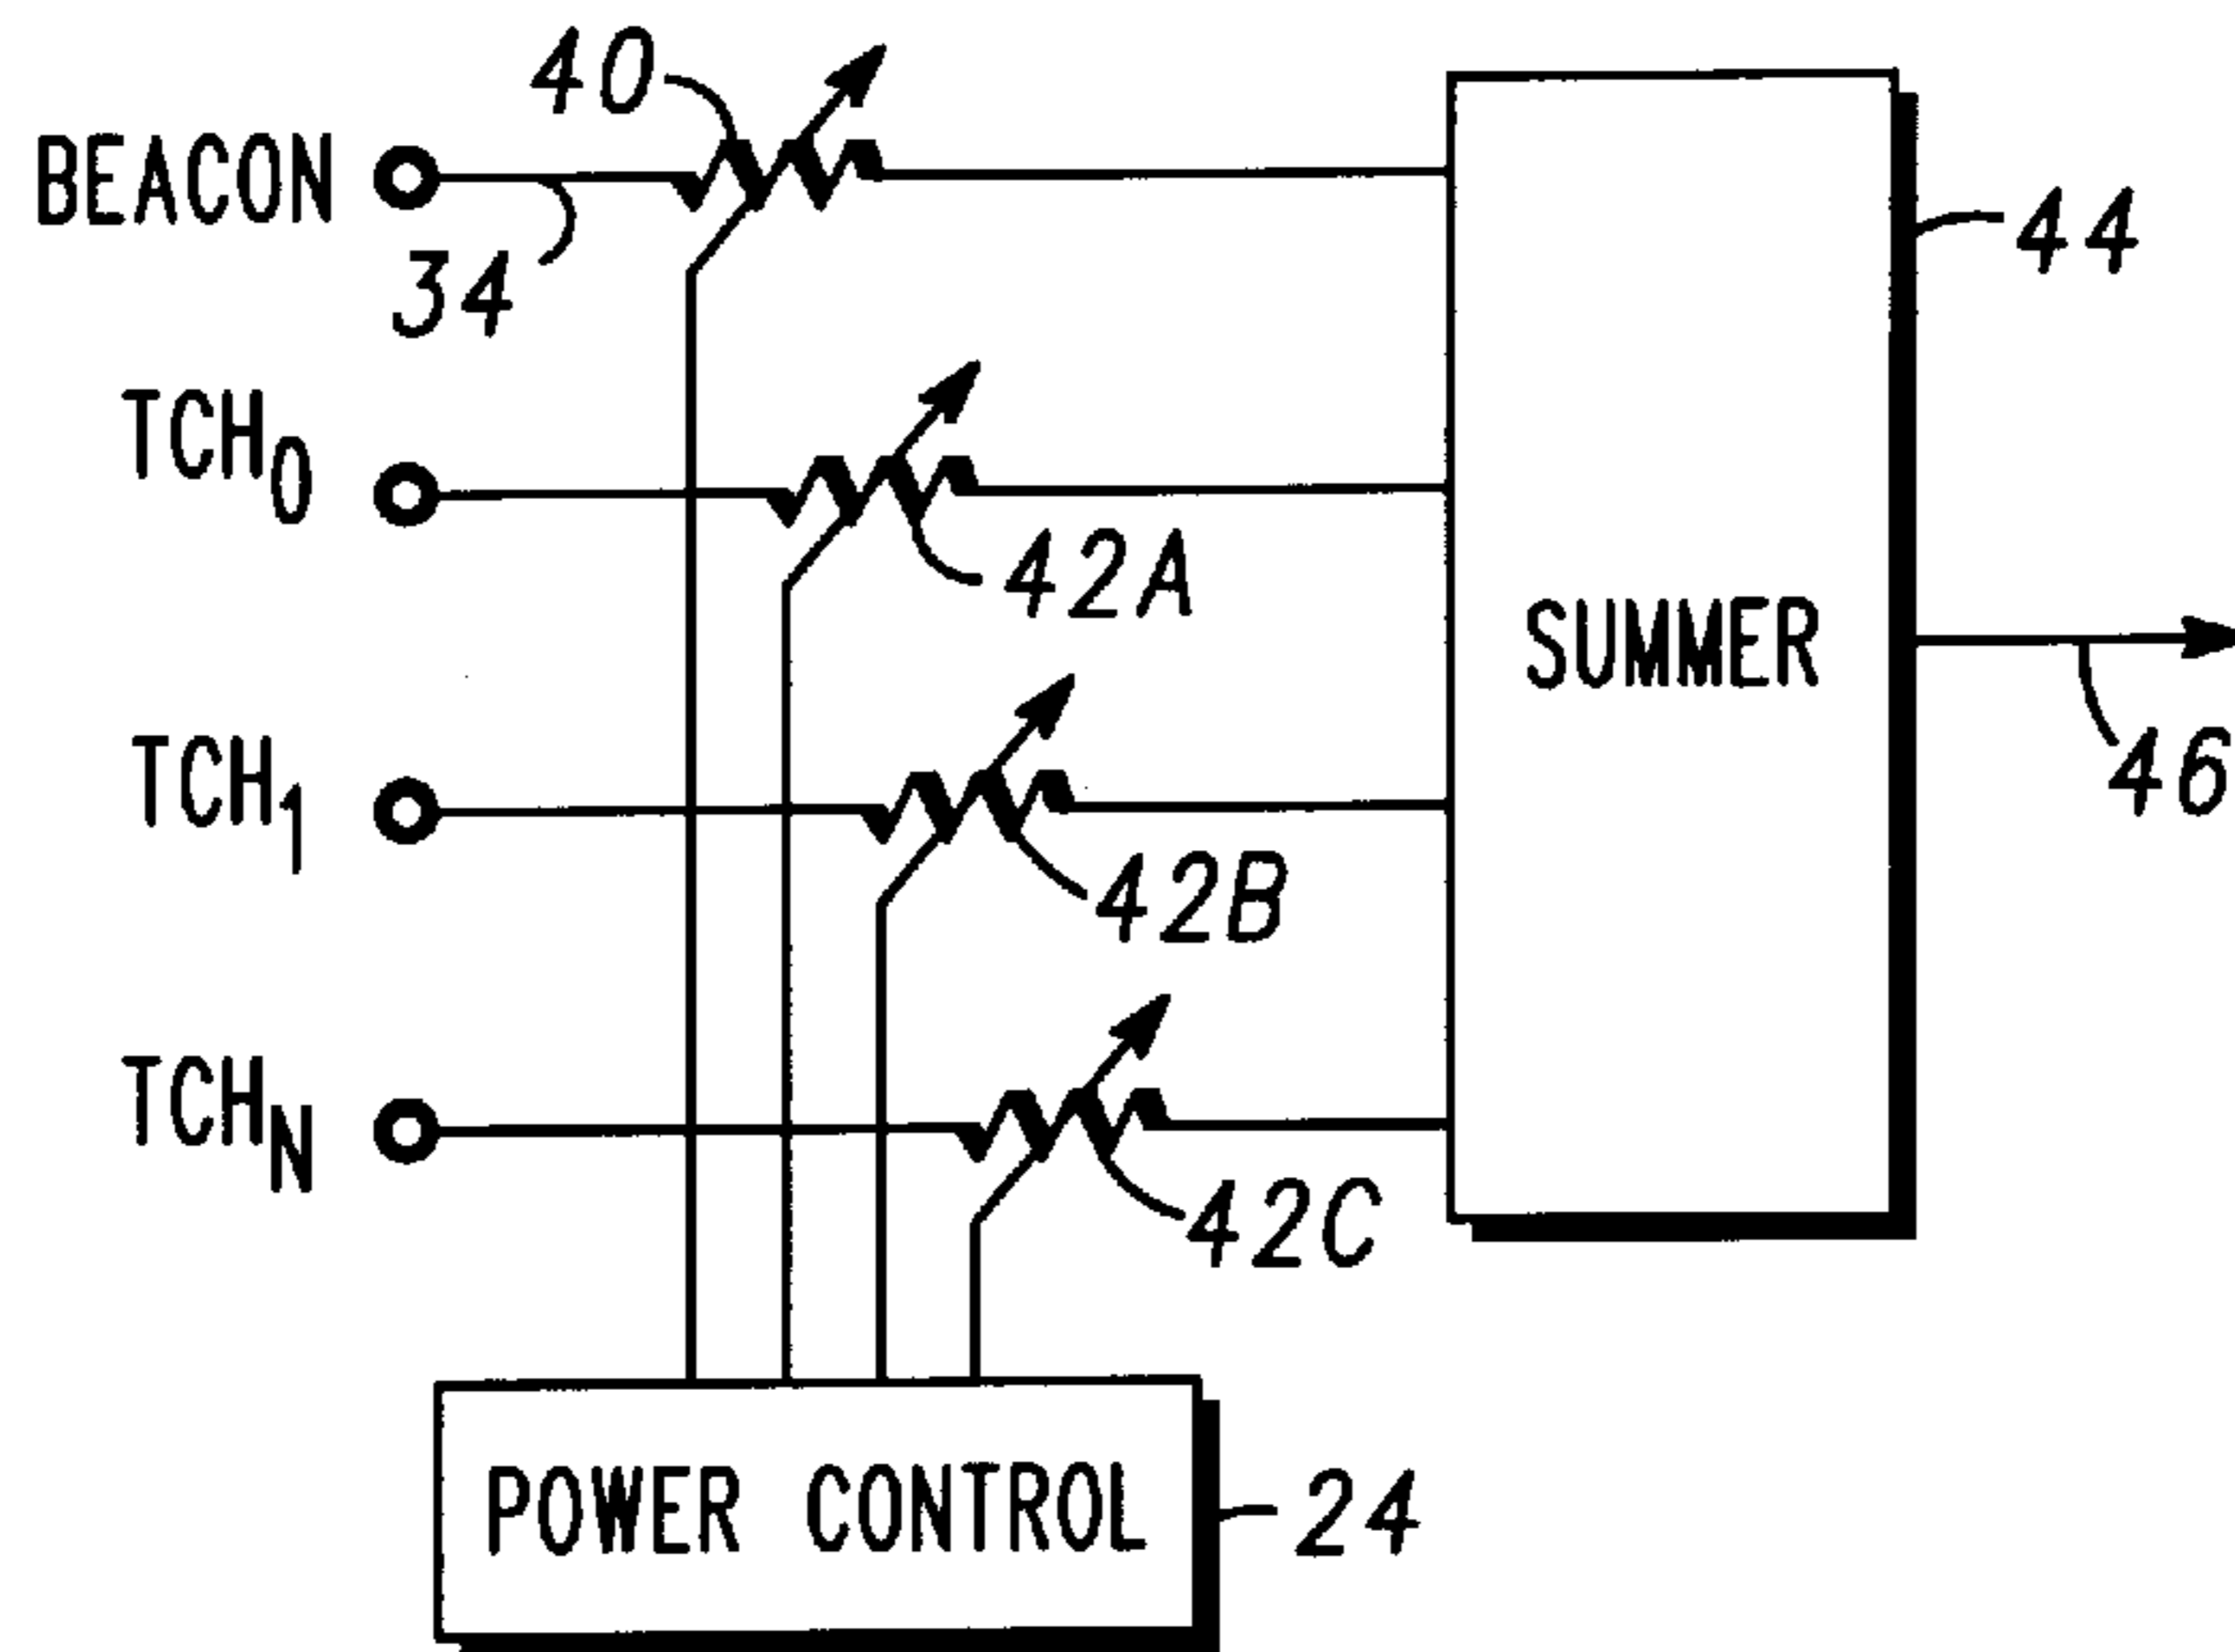 40
BEACON
34
44
TCH0
42A
SUMMER
TCH1
46
42B
TCHN
42C
POWER CONTROL
24